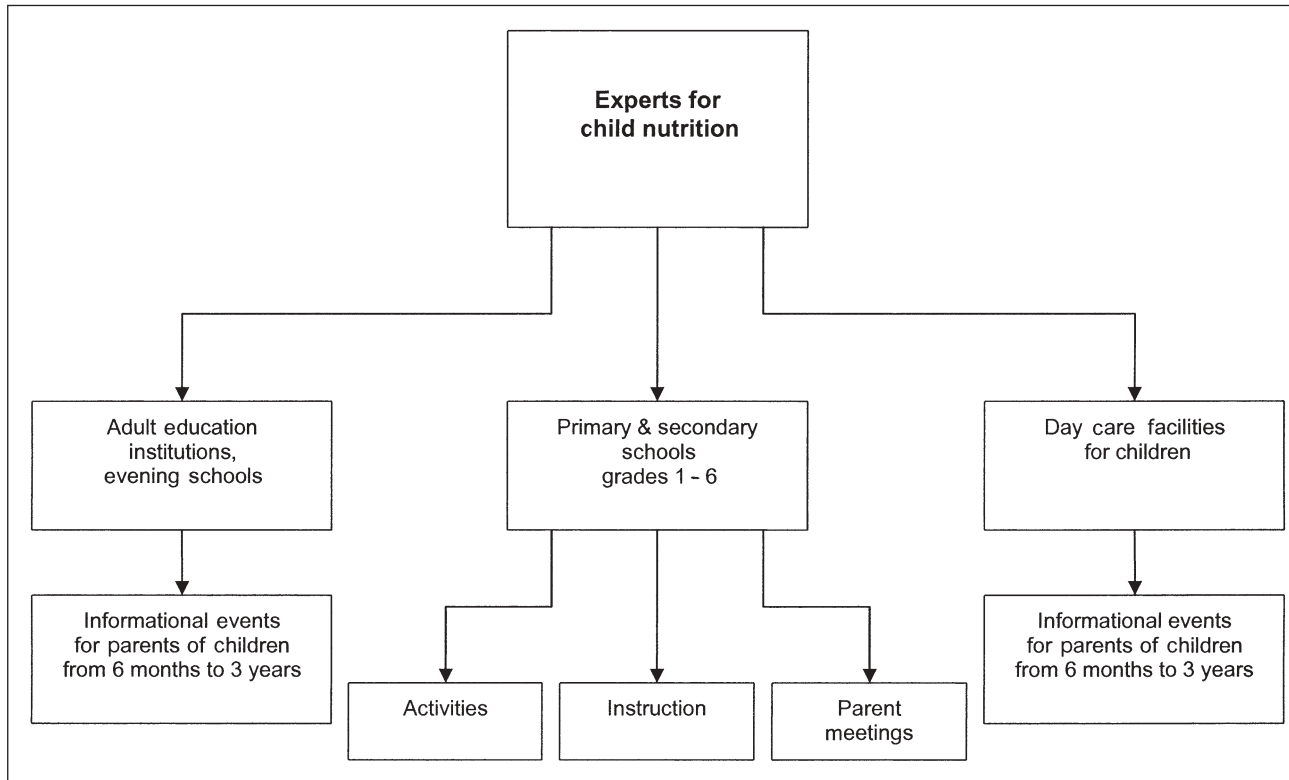 Experts for
child nutrition
Adult education
institutions,
evening schools
Primary & secondary
schools
grades 1 – 6
Day care facilities
for children
Informational events
for parents of children
from 6 months to 3 years
Activities
Instruction
Parent
meetings
Informational events
for parents of children
from 6 months to 3 years